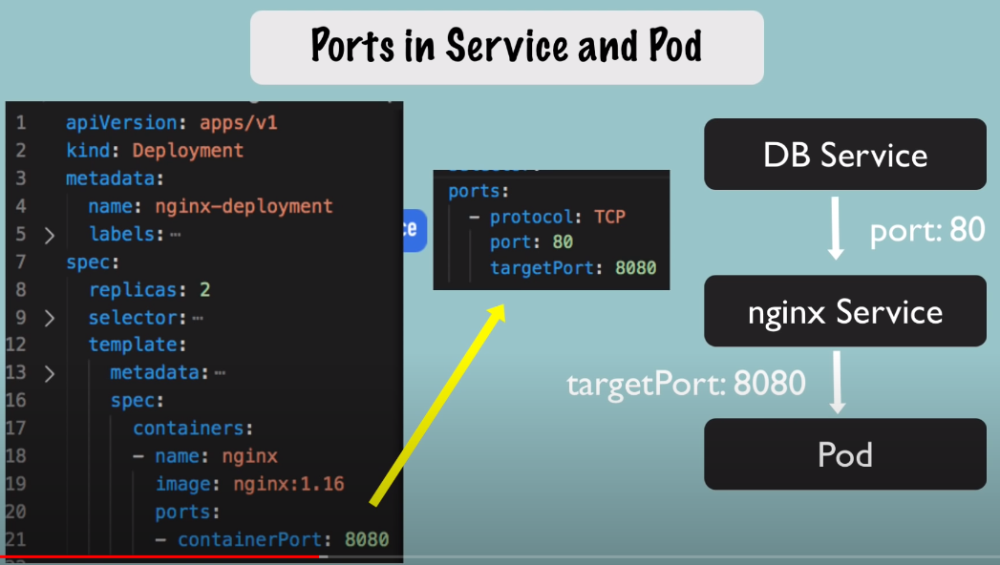 Ports in Service and Pod
1 apiVersion: apps/v1
2 kind: Deployment
3 metadata:
4 name: nginx-deployment
5 > labels: ⋯
7 spec:
8 replicas: 2
9 > selector: ⋯
12 template:
13 > metadata: ⋯
16 spec:
17 containers:
18 - name: nginx
19 image: nginx:1.16
20 ports:
21 - containerPort: 8080
ce
ports:
- protocol: TCP
port: 80
targetPort: 8080
DB Service
port: 80
nginx Service
targetPort: 8080
Pod